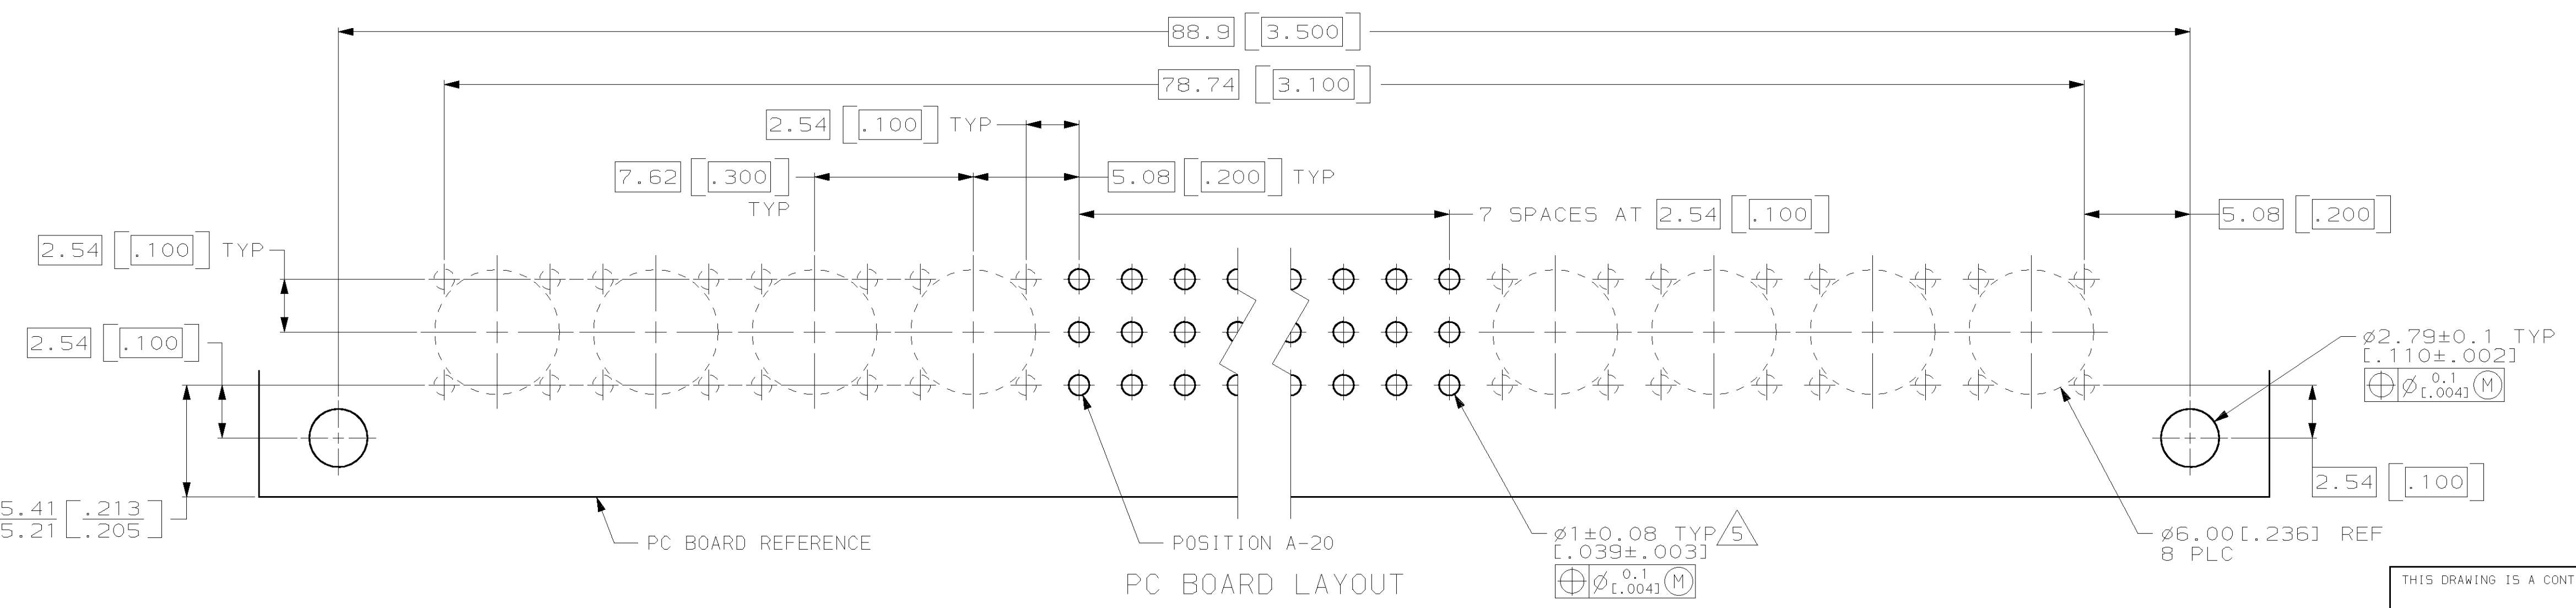 88.9 [3.500]
78.74 [3.100]
2.54 [.100] TYP
7.62 [.300]
TYP
5.08 [.200] TYP
7 SPACES AT 2.54 [.100]
5.08 [.200]
2.54 [.100] TYP
2.54 [.100]
5.41 [.213
5.21 .205]
PC BOARD REFERENCE
POSITION A-20
⌀1±0.08 TYP 5
[.039±.003]
⌖ ⌀ 0.1 [.004] Ⓜ
⌀2.79±0.1 TYP
[.110±.002]
⌖ ⌀ 0.1 [.004] Ⓜ
2.54 [.100]
⌀6.00[.236] REF
8 PLC
PC BOARD LAYOUT
THIS DRAWING IS A CONT